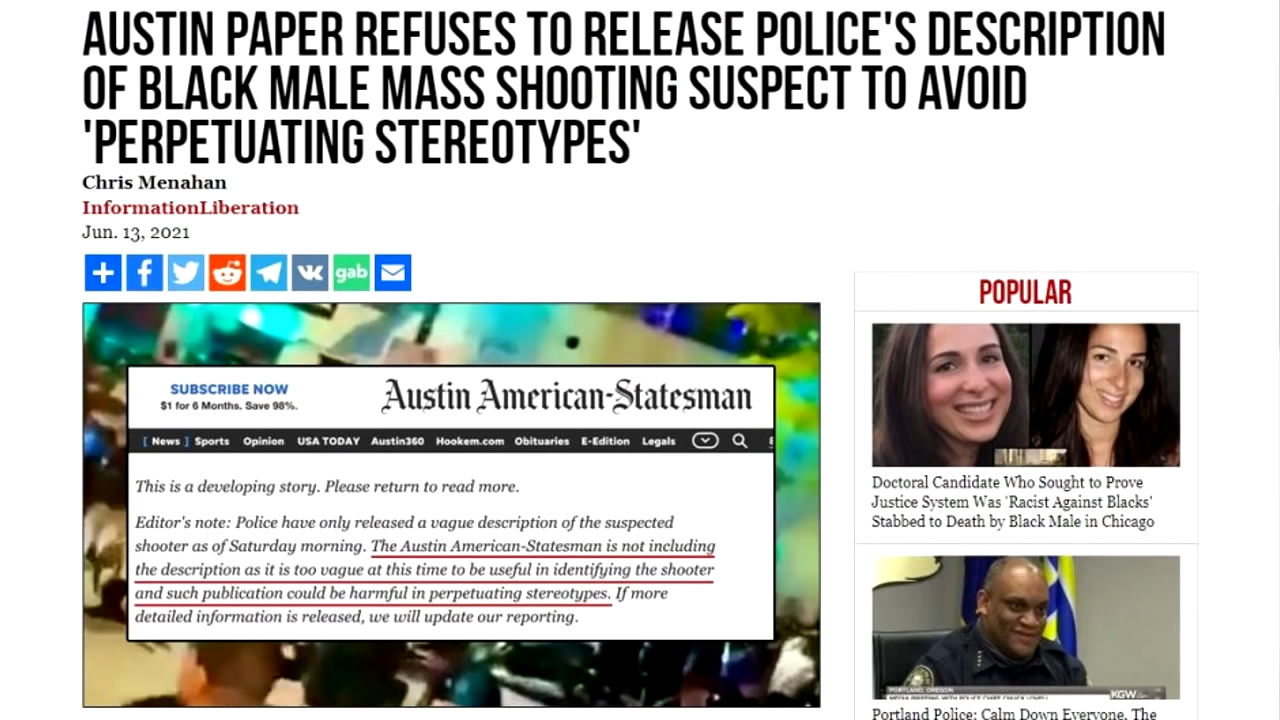 AUSTIN PAPER REFUSES TO RELEASE POLICE'S DESCRIPTION
OF BLACK MALE MASS SHOOTING SUSPECT TO AVOID
'PERPETUATING STEREOTYPES'
Chris Menahan
InformationLiberation
Jun. 13, 2021
gab
SUBSCRIBE NOW
$1 for 6 Months. Save 98%.
Austin American-Statesman
[ News ] Sports Opinion USA TODAY Austin360 Hookem.com Obituaries E-Edition Legals
This is a developing story. Please return to read more.
Editor's note: Police have only released a vague description of the suspected
shooter as of Saturday morning. The Austin American-Statesman is not including
the description as it is too vague at this time to be useful in identifying the shooter
and such publication could be harmful in perpetuating stereotypes. If more
detailed information is released, we will update our reporting.
POPULAR
Doctoral Candidate Who Sought to Prove
Justice System Was 'Racist Against Blacks'
Stabbed to Death by Black Male in Chicago
PORTLAND, OREGON
KGW
Portland Police: Calm Down Everyone, The